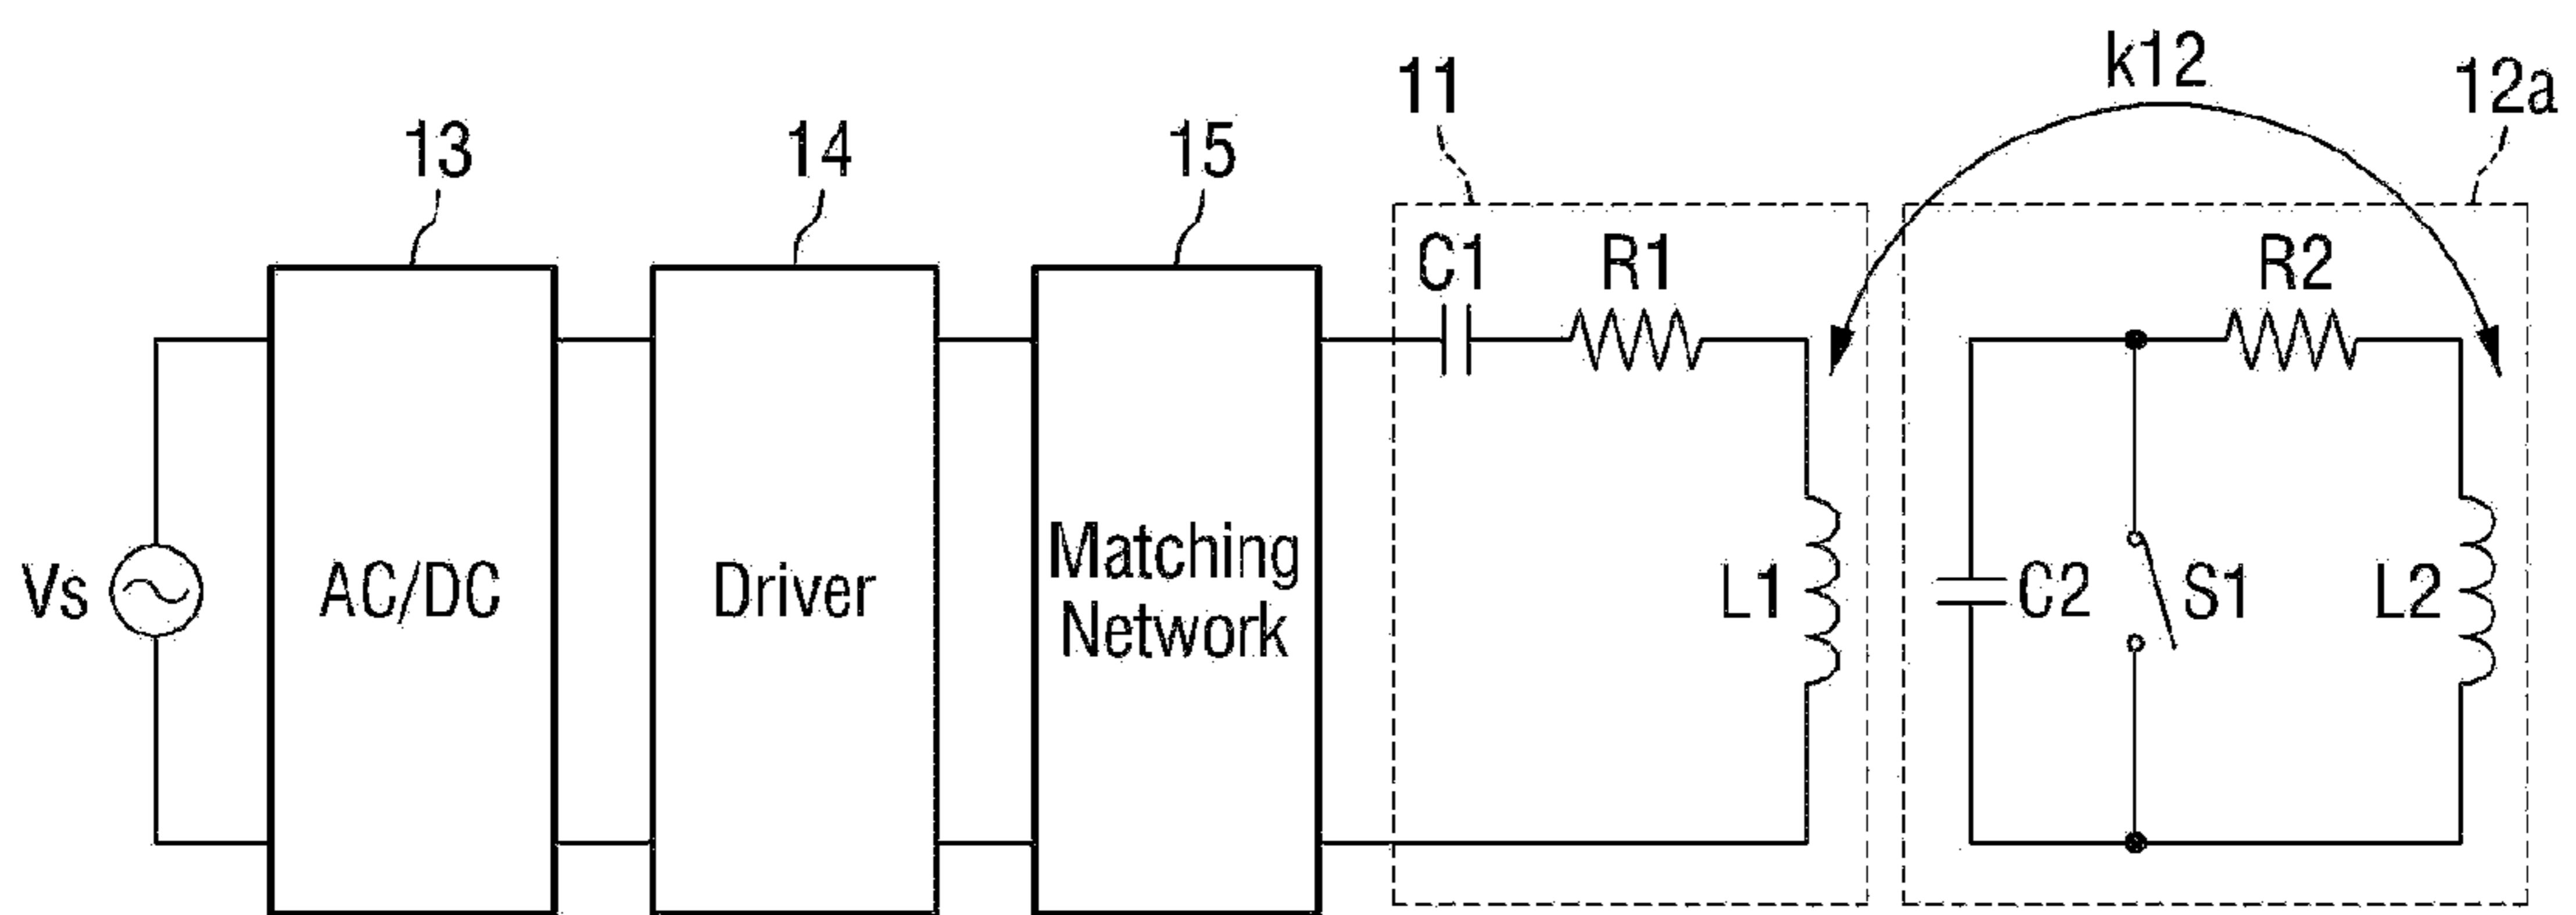 k12
11
12a
13
14
15
C1
R1
R2
Vs
AC/DC
Driver
Matching
Network
L1
C2
S1
L2